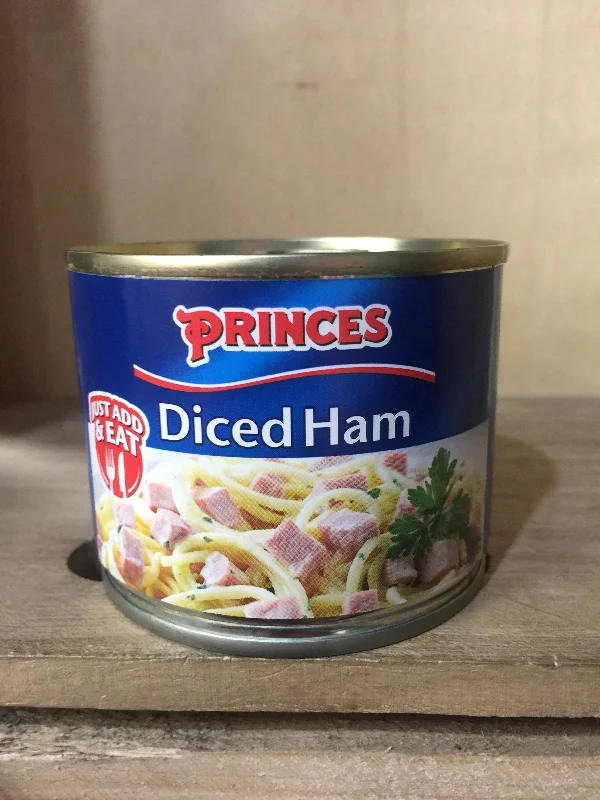 PRINCES
Diced Ham
JUST ADD
& EAT